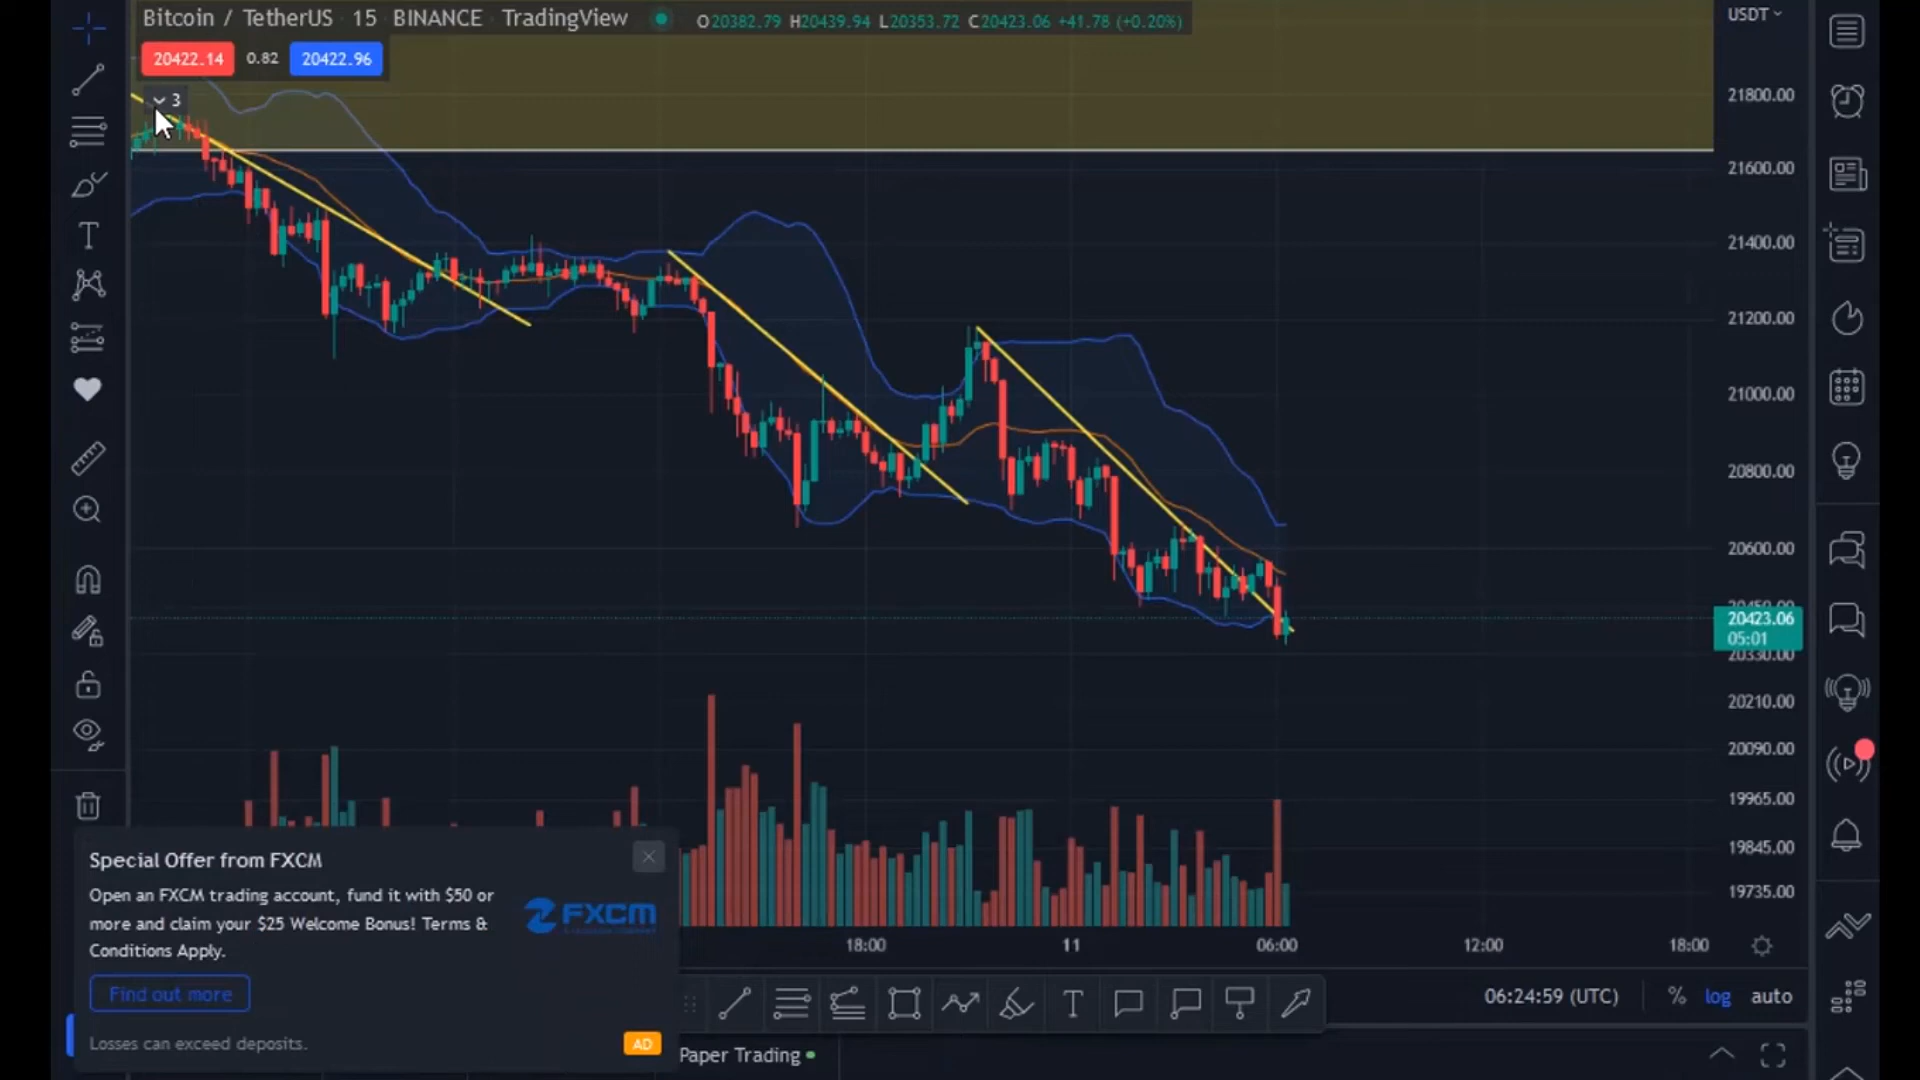 Bitcoin / TetherUS · 15 · BINANCE · TradingView
O20382.79 H20439.94 L20353.72 C20423.06 +41.78 (+0.20%)
USDT
20422.14 0.82 20422.96
3
21800.00
21600.00
21400.00
21200.00
21000.00
20800.00
20600.00
20450.00
20423.06
05:01
20330.00
20210.00
20090.00
19965.00
19845.00
19735.00
T
Special Offer from FXCM
Open an FXCM trading account, fund it with $50 or
more and claim your $25 Welcome Bonus! Terms &
Conditions Apply.
FXCM
Find out more
Losses can exceed deposits.
AD
18:00 11 06:00 12:00 18:00
T
06:24:59 (UTC) % log auto
Paper Trading